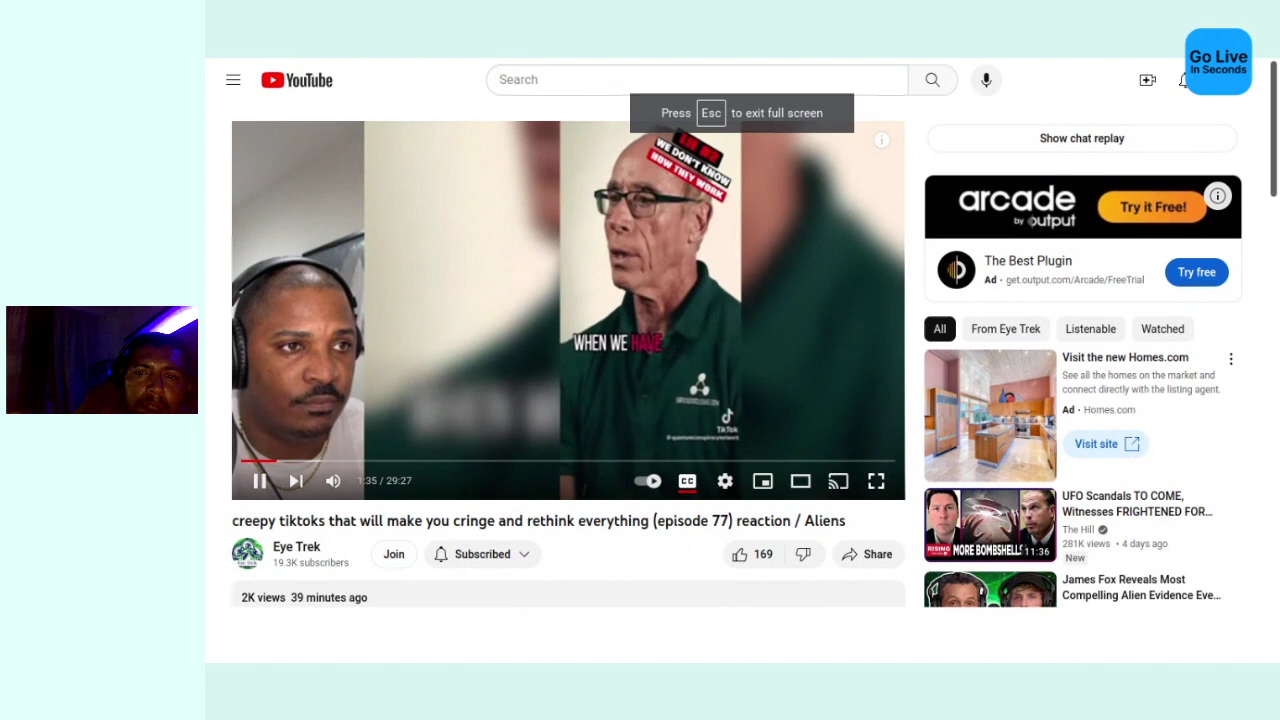 Go Live
In Seconds
YouTube
Search
Press Esc to exit full screen
Show chat replay
WE DON'T KNOW
HOW THEY WORK
WHEN WE HAVE
TikTok
1:35 / 29:27
CC
arcade
by output
Try it Free!
The Best Plugin
Ad · get.output.com/Arcade/FreeTrial
Try free
All
From Eye Trek
Listenable
Watched
Visit the new Homes.com
See all the homes on the market and
connect directly with the listing agent.
Ad · Homes.com
Visit site
creepy tiktoks that will make you cringe and rethink everything (episode 77) reaction / Aliens
Eye Trek
19.3K subscribers
Join
Subscribed
169
Share
2K views 39 minutes ago
RISING
MORE BOMBSHELLS
11:36
UFO Scandals TO COME,
Witnesses FRIGHTENED FOR...
The Hill
281K views • 4 days ago
New
James Fox Reveals Most
Compelling Alien Evidence Eve...